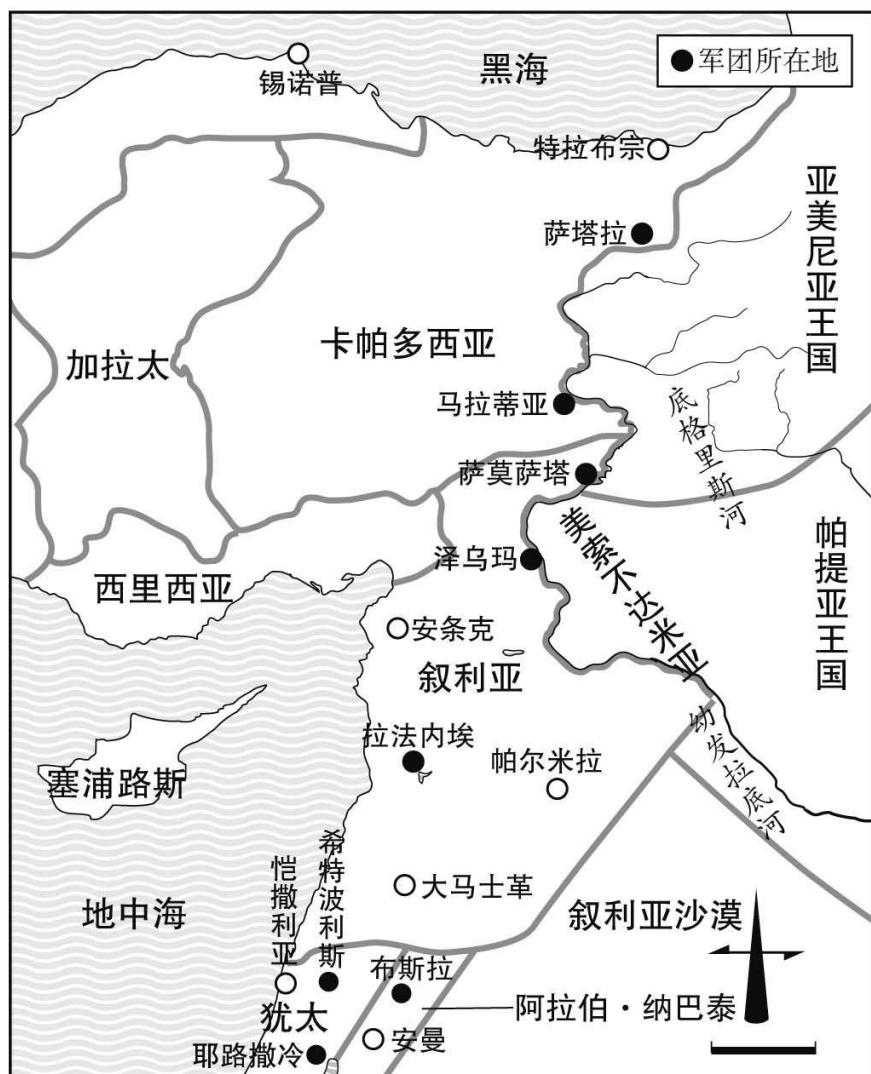 黑海
●军团所在地
锡诺普
特拉布宗
亚美尼亚王国
萨塔拉
卡帕多西亚
加拉太
马拉蒂亚
底格里斯河
萨莫萨塔
美索不达米亚
帕提亚王国
泽乌玛
西里西亚
安条克
叙利亚
拉法内埃
帕尔米拉
幼发拉底河
塞浦路斯
希特波利斯
恺撒利亚
大马士革
地中海
叙利亚沙漠
布斯拉
阿拉伯·纳巴泰
犹太
安曼
耶路撒冷